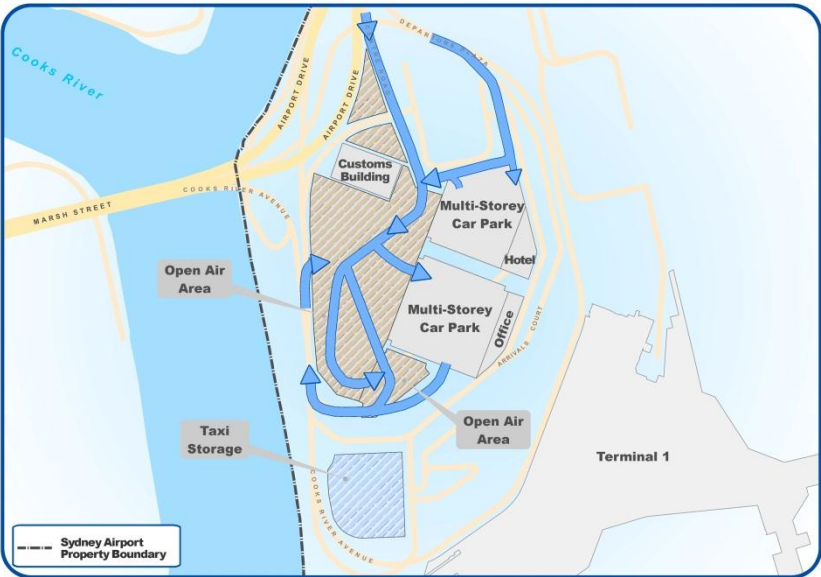 Cooks River
DEPARTURE PLAZA
AIRPORT DRIVE
AIRPORT DRIVE
Customs
Building
COOKS RIVER AVENUE
MARSH STREET
Multi-Storey
Car Park
Hotel
Open Air
Area
Multi-Storey
Car Park
Office
ARRIVALS COURT
Taxi
Storage
Open Air
Area
Terminal 1
COOKS RIVER AVENUE
Sydney Airport
Property Boundary